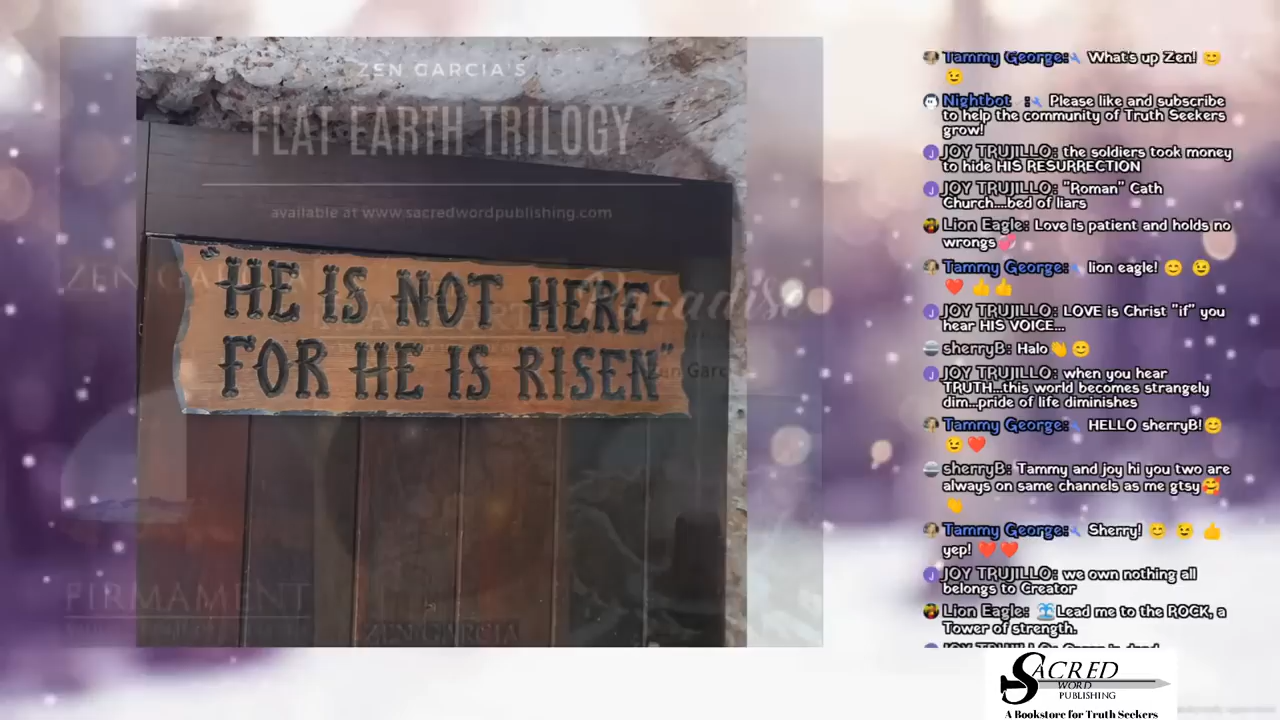 ZEN GARCIA'S
FLAT EARTH TRILOGY
available at www.sacredwordpublishing.com
"HE IS NOT HERE-
FOR HE IS RISEN"
Paradise
Zen Garc
ZEN GARCIA
FIRMAMENT
ZEN GARCIA
Tammy George: What's up Zen! 😊
😉
Nightbot : Please like and subscribe
to help the community of Truth Seekers
grow!
JOY TRUJILLO: the soldiers took money
to hide HIS RESURRECTION
JOY TRUJILLO: "Roman" Cath
Church....bed of liars
Lion Eagle: Love is patient and holds no
wrongs💕
Tammy George: lion eagle! 😊 😉
❤️ 👍👍
JOY TRUJILLO: LOVE is Christ "if" you
hear HIS VOICE...
sherryB: Halo👋😊
JOY TRUJILLO: when you hear
TRUTH...this world becomes strangely
dim...pride of life diminishes
Tammy George: HELLO sherryB!😊
😉❤️
sherryB: Tammy and joy hi you two are
always on same channels as me gtsy🥰
👏
Tammy George: Sherry! 😊 😉 👍
yep! ❤️❤️
JOY TRUJILLO: we own nothing all
belongs to Creator
Lion Eagle: Lead me to the ROCK, a
Tower of strength.
SACRED
WORD
PUBLISHING
A Bookstore for Truth Seekers